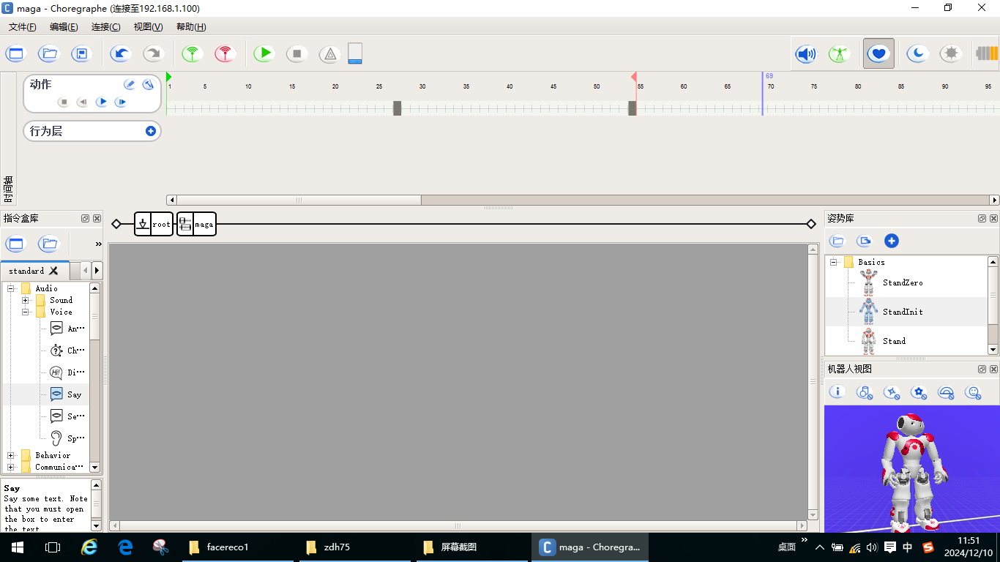 maga - Choregraphe (连接至192.168.1.100)
文件(F) 编辑(E) 连接(C) 视图(V) 帮助(H)
动作
69
1 5 10 15 20 25 30 35 40 45 50 55 60 65 70 75 80 85 90 95
行为层
时间轴
指令盒库
root
maga
姿势库
»
standard
Audio
Sound
Voice
An···
Ch···
Di···
Say
Se···
Sp···
Behavior
Communica···
Say
Say some text. Note
that you must open
the box to enter
the text
Basics
StandZero
StandInit
Stand
机器人视图
facereco1
zdh75
屏幕截图
maga - Choregra...
桌面
»
中
11:51
2024/12/10